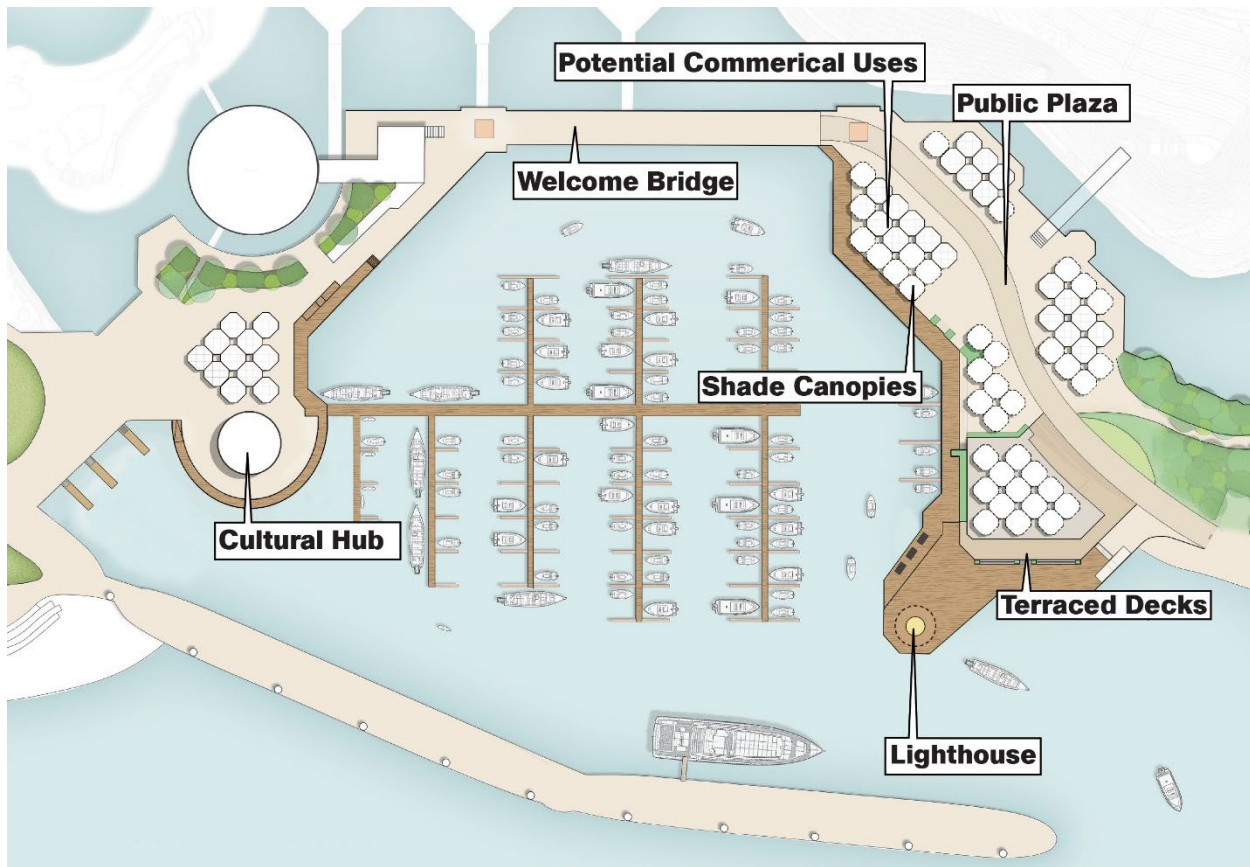 Potential Commerical Uses
Public Plaza
Welcome Bridge
Shade Canopies
Cultural Hub
Terraced Decks
Lighthouse